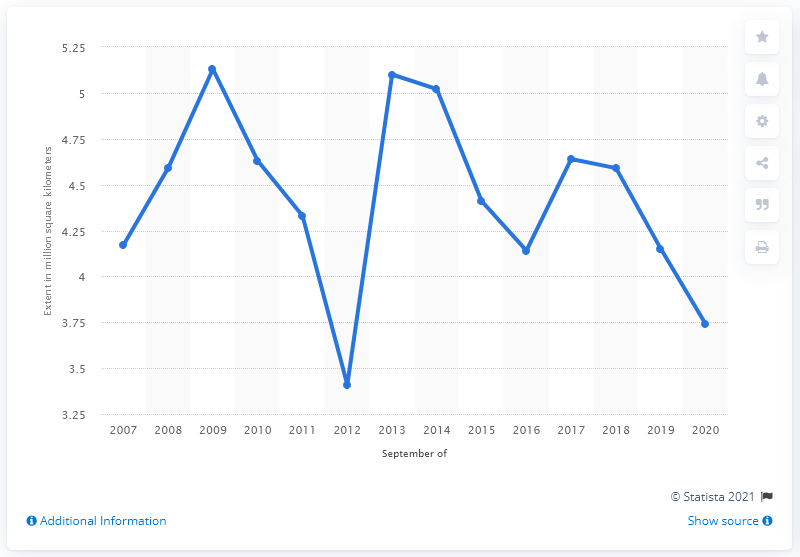 5.25
5
4.75
4.5
4.25
4
3.75
3.5
3.25
Extent in million square kilometers
2007 2008 2009 2010 2011 2012 2013 2014 2015 2016 2017 2018 2019 2020
September of
© Statista 2021
Additional Information
Show source